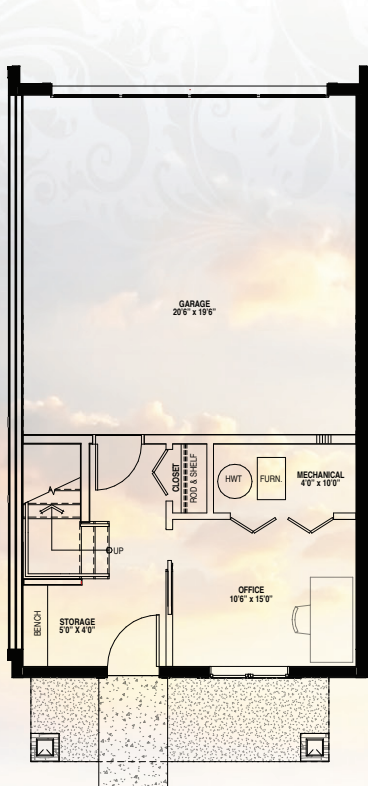 GARAGE
20'6" x 19'6"
CLOSET
ROD & SHELF
HWT
FURN.
MECHANICAL
4'0" x 10'0"
UP
OFFICE
10'6" x 15'0"
BENCH
STORAGE
5'0" X 4'0"